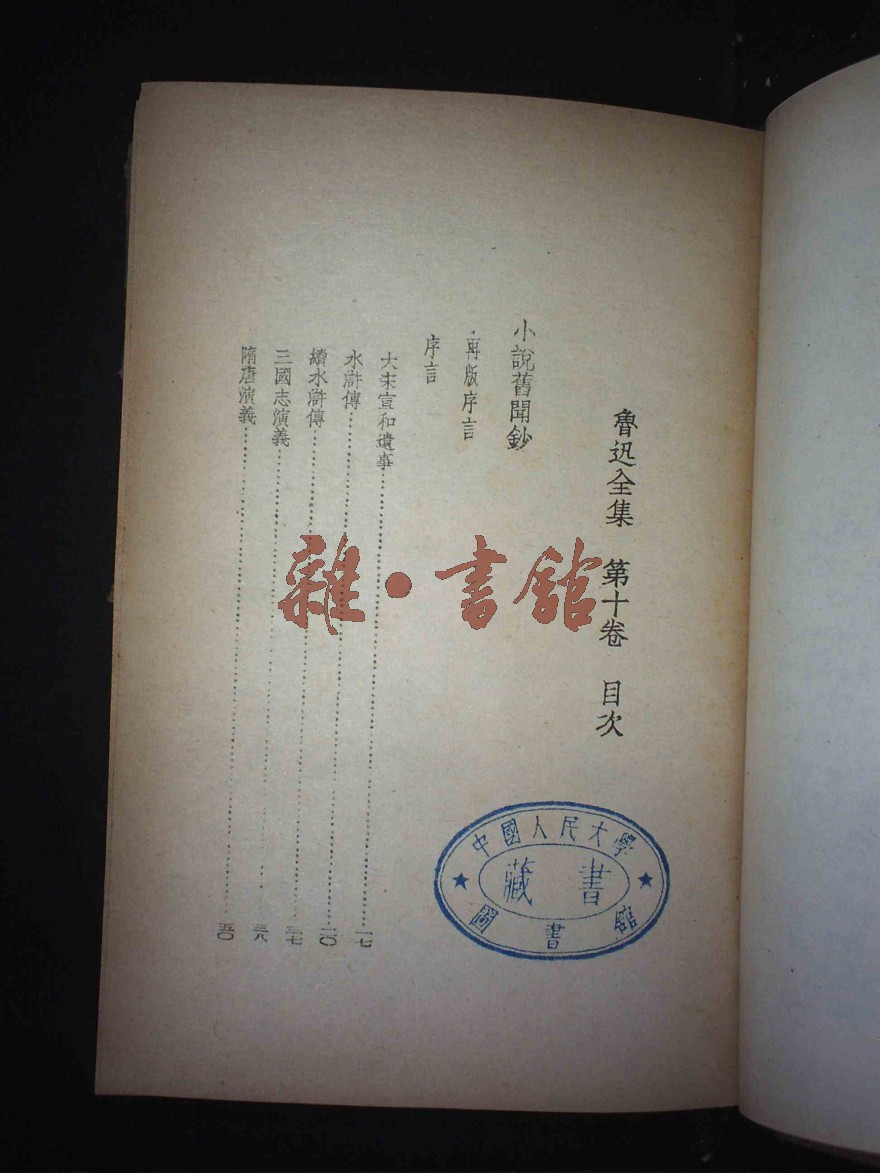 魯迅全集 第十卷 目次
小說舊聞鈔
再版序言
序言
大宋宣和遺事……一七
水滸傳……二〇
續水滸傳……三七
三國志演義……三八
隋唐演義……五〇
雜·書館
中國人民大學
藏書
圖書館